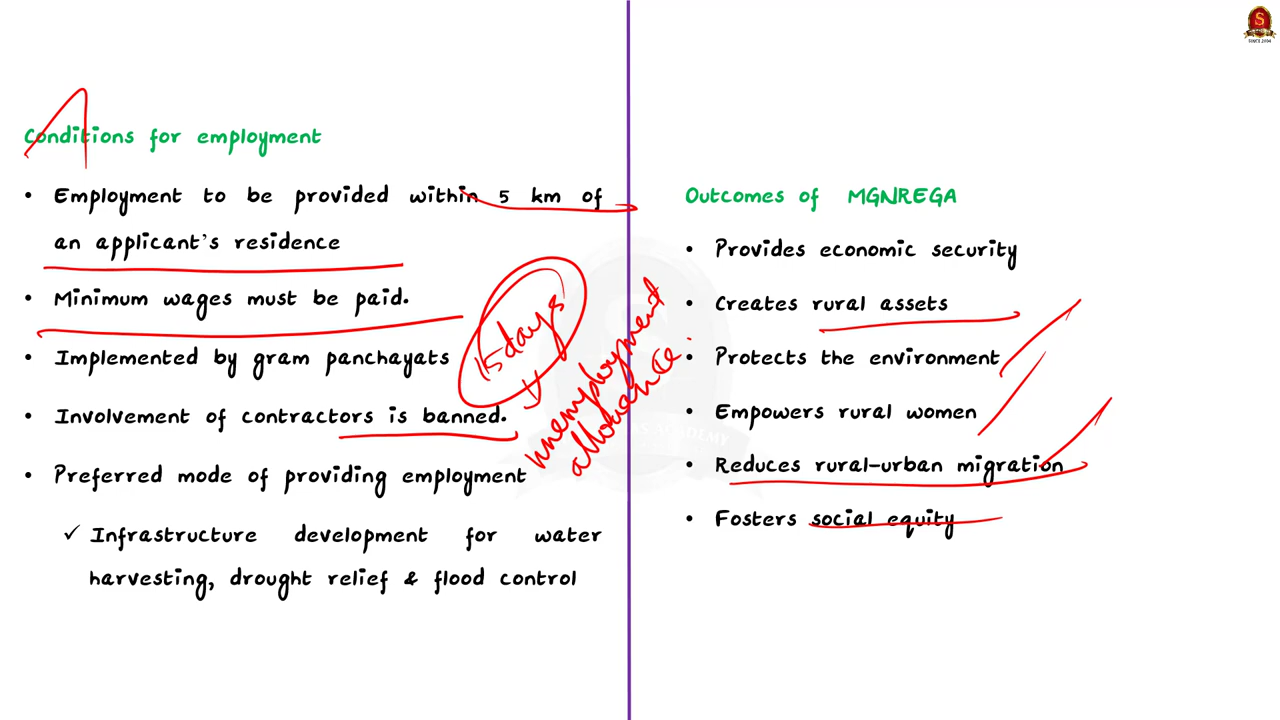 Conditions for employment
• Employment to be provided within 5 km of
an applicant's residence
• Minimum wages must be paid.
• Implemented by gram panchayats
• Involvement of contractors is banned.
• Preferred mode of providing employment
✓ Infrastructure development for water
harvesting, drought relief & flood control
15 days
unemployment
allowance.
Outcomes of MGNREGA
• Provides economic security
• Creates rural assets
• Protects the environment
• Empowers rural women
• Reduces rural-urban migration
• Fosters social equity
S
SINCE 2004
ACADEMY